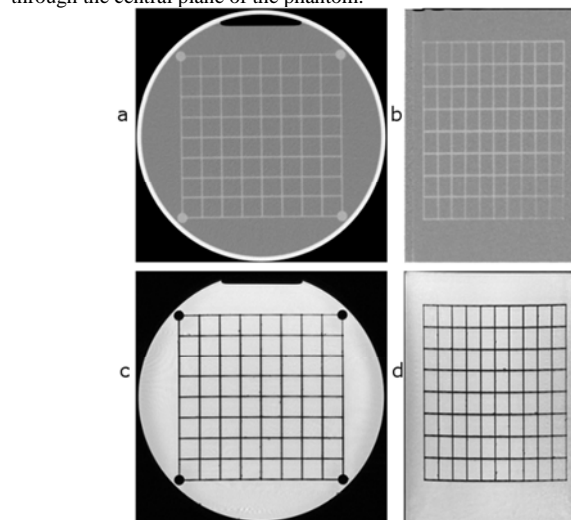 through the central plane of the phantom.
a
b
c
d